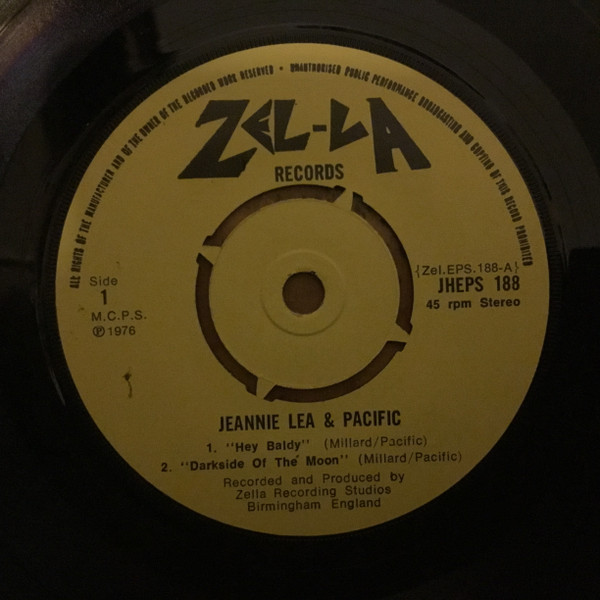 ALL RIGHTS OF THE MANUFACTURER AND OF THE OWNER OF THE RECORDED WORK RESERVED • UNAUTHORISED PUBLIC PERFORMANCE BROADCASTING AND COPYING OF THIS RECORD PROHIBITED
ZEL-LA
RECORDS
Side
1
M.C.P.S.
℗1976
{Zel.EPS.188-A}
JHEPS 188
45 rpm Stereo
JEANNIE LEA & PACIFIC
1. "Hey Baldy" (Millard/Pacific)
2. "Darkside Of The Moon" (Millard/Pacific)
Recorded and Produced by
Zella Recording Studios
Birmingham England